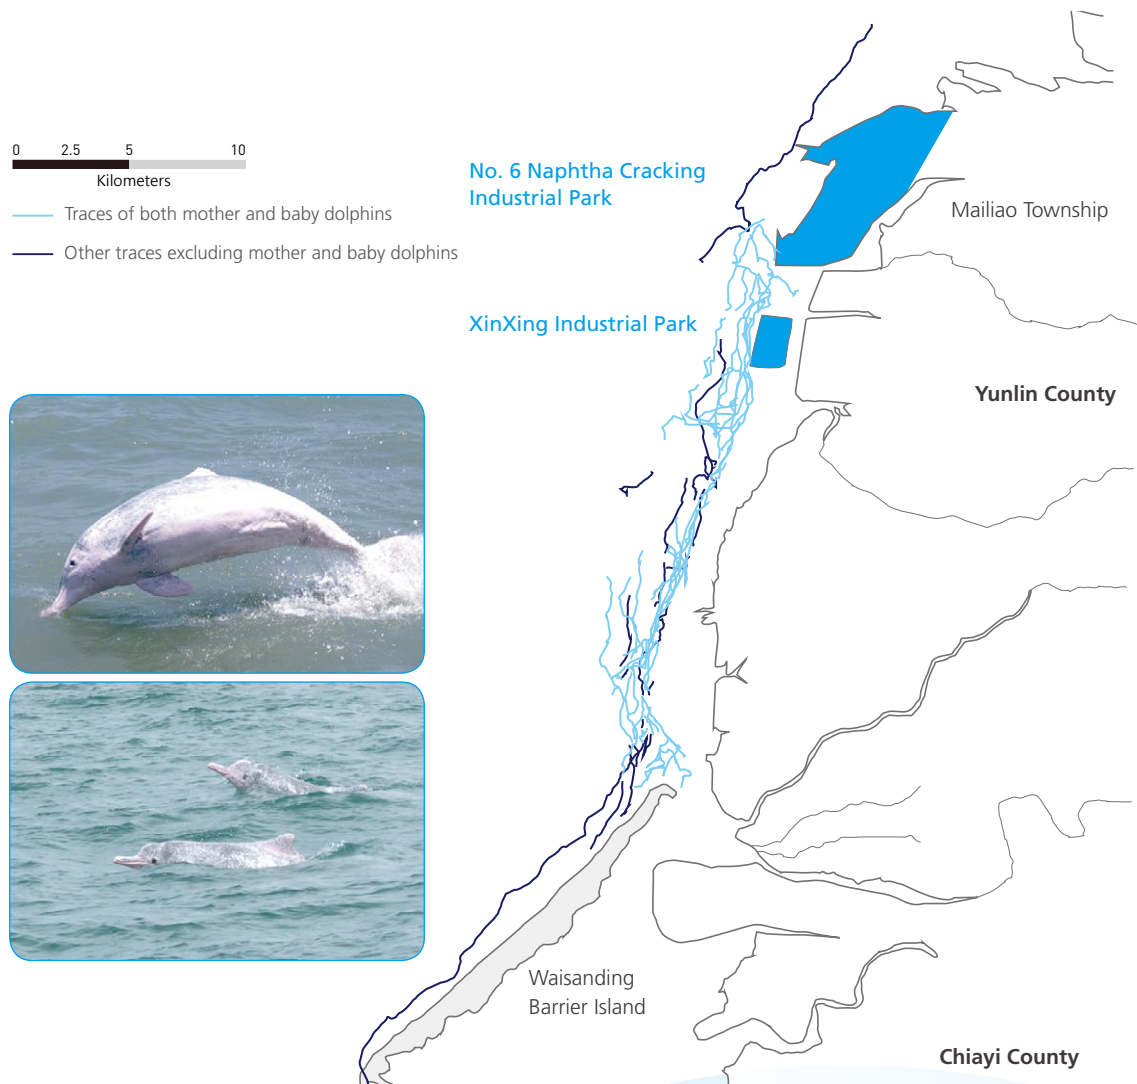 0 2.5 5 10
Kilometers
Traces of both mother and baby dolphins
Other traces excluding mother and baby dolphins
No. 6 Naphtha Cracking
Industrial Park
Mailiao Township
XinXing Industrial Park
Yunlin County
Waisanding
Barrier Island
Chiayi County